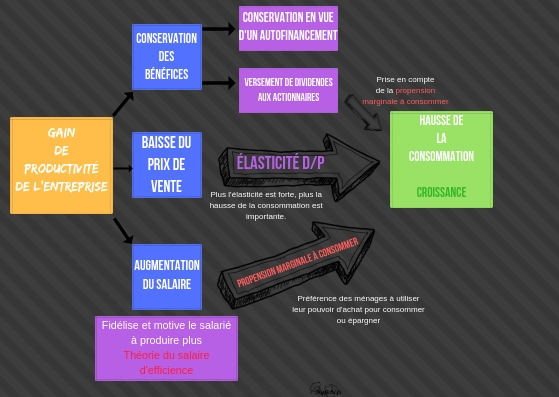 CONSERVATION EN VUE
D'UN AUTOFINANCEMENT
CONSERVATION
DES
BÉNÉFICES
VERSEMENT DE DIVIDENDES
AUX ACTIONNAIRES
Prise en compte
de la propension
marginale à consommer
GAIN
DE
PRODUCTIVITÉ
DE L'ENTREPRISE
BAISSE DU
PRIX DE
VENTE
ÉLASTICITÉ D/P
Plus l'élasticité est forte, plus la
hausse de la consommation est
importante.
HAUSSE DE
LA
CONSOMMATION
CROISSANCE
AUGMENTATION
DU SALAIRE
PROPENSION MARGINALE À CONSOMMER
Préférence des ménages à utiliser
leur pouvoir d'achat pour consommer
ou épargner
Fidélise et motive le salarié
à produire plus
Théorie du salaire
d'efficience